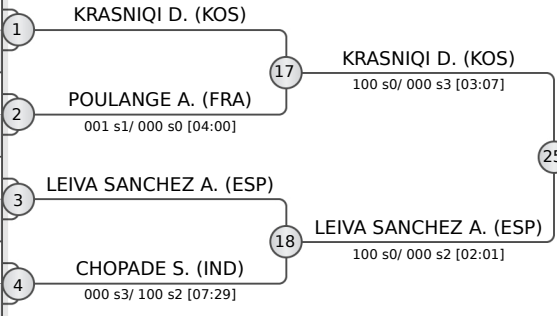 KRASNIQI D. (KOS)
1
17
KRASNIQI D. (KOS)
100 s0/ 000 s3 [03:07]
POULANGE A. (FRA)
2
001 s1/ 000 s0 [04:00]
25
LEIVA SANCHEZ A. (ESP)
3
18
LEIVA SANCHEZ A. (ESP)
100 s0/ 000 s2 [02:01]
CHOPADE S. (IND)
4
000 s3/ 100 s2 [07:29]